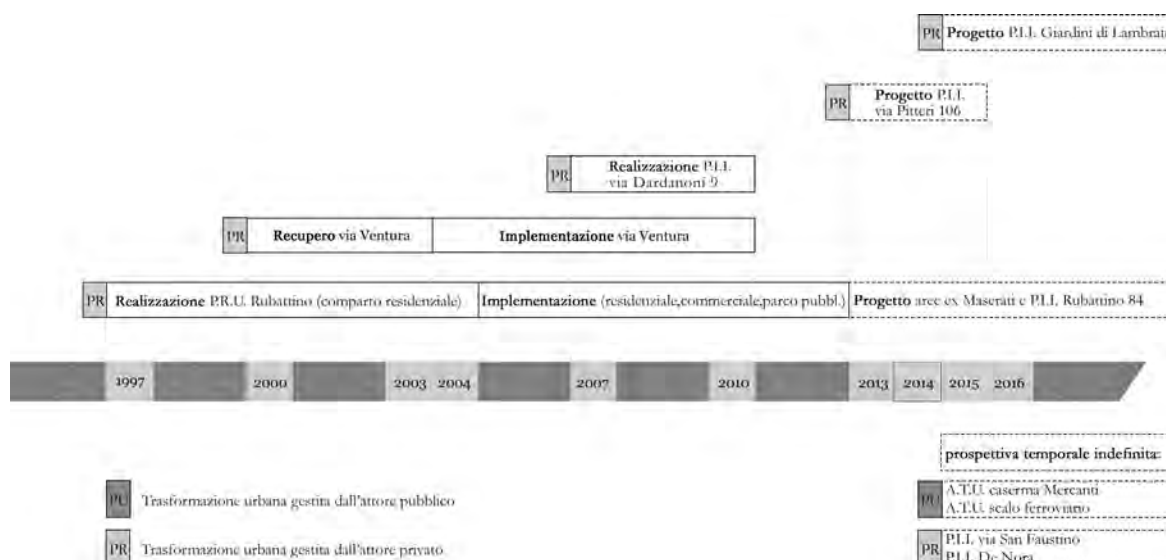 PR Progetto P.I.I. Giardini di Lambrate
PR Progetto P.I.I.
via Pitteri 106
PR Realizzazione P.I.I.
via Dardanoni 9
PR Recupero via Ventura Implementazione via Ventura
PR Realizzazione P.R.U. Rubattino (comparto residenziale) Implementazione (residenziale,commerciale,parco pubbl.) Progetto aree ex Maserati e P.I.I. Rubattino 84
1997 2000 2003 2004 2007 2010 2013 2014 2015 2016
prospettiva temporale indefinita:
PU Trasformazione urbana gestita dall'attore pubblico
PU A.T.U. caserma Mercanti
A.T.U. scalo ferroviario
PR Trasformazione urbana gestita dall'attore privato
PR P.I.I. via San Faustino
P.I.I. De Nora